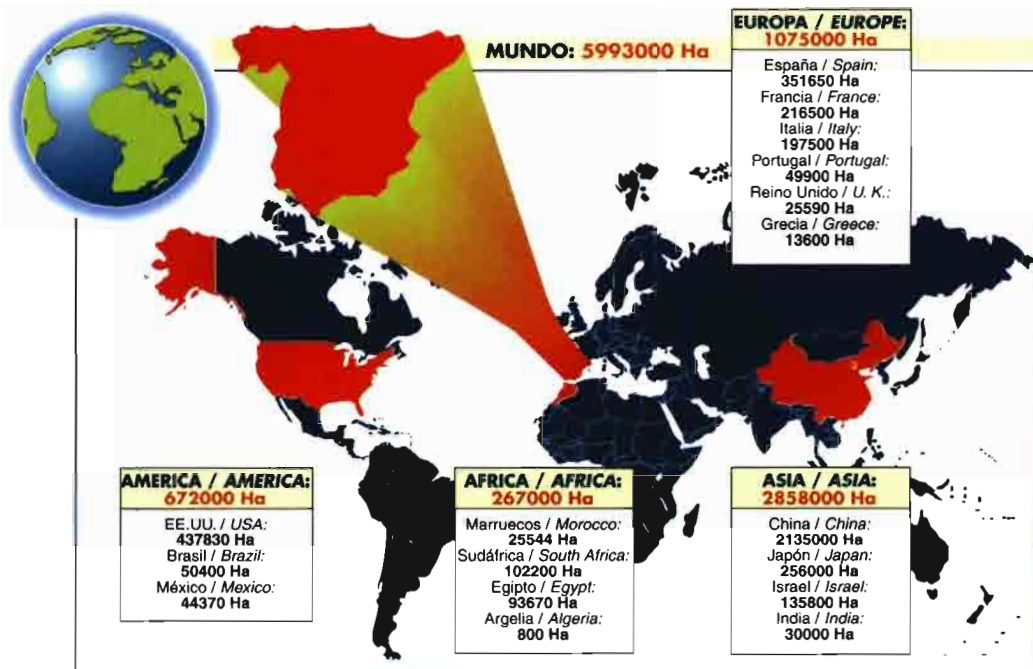 MUNDO: 5993000 Ha
EUROPA / EUROPE:
1075000 Ha
España / Spain:
351650 Ha
Francia / France:
216500 Ha
Italia / Italy:
197500 Ha
Portugal / Portugal:
49900 Ha
Reino Unido / U. K.:
25590 Ha
Grecia / Greece:
13600 Ha
AMERICA / AMERICA:
672000 Ha
EE.UU. / USA:
437830 Ha
Brasil / Brazil:
50400 Ha
México / Mexico:
44370 Ha
AFRICA / AFRICA:
267000 Ha
Marruecos / Morocco:
25544 Ha
Sudáfrica / South Africa:
102200 Ha
Egipto / Egypt:
93670 Ha
Argelia / Algeria:
800 Ha
ASIA / ASIA:
2858000 Ha
China / China:
2135000 Ha
Japón / Japan:
256000 Ha
Israel / Israel:
135800 Ha
India / India:
30000 Ha